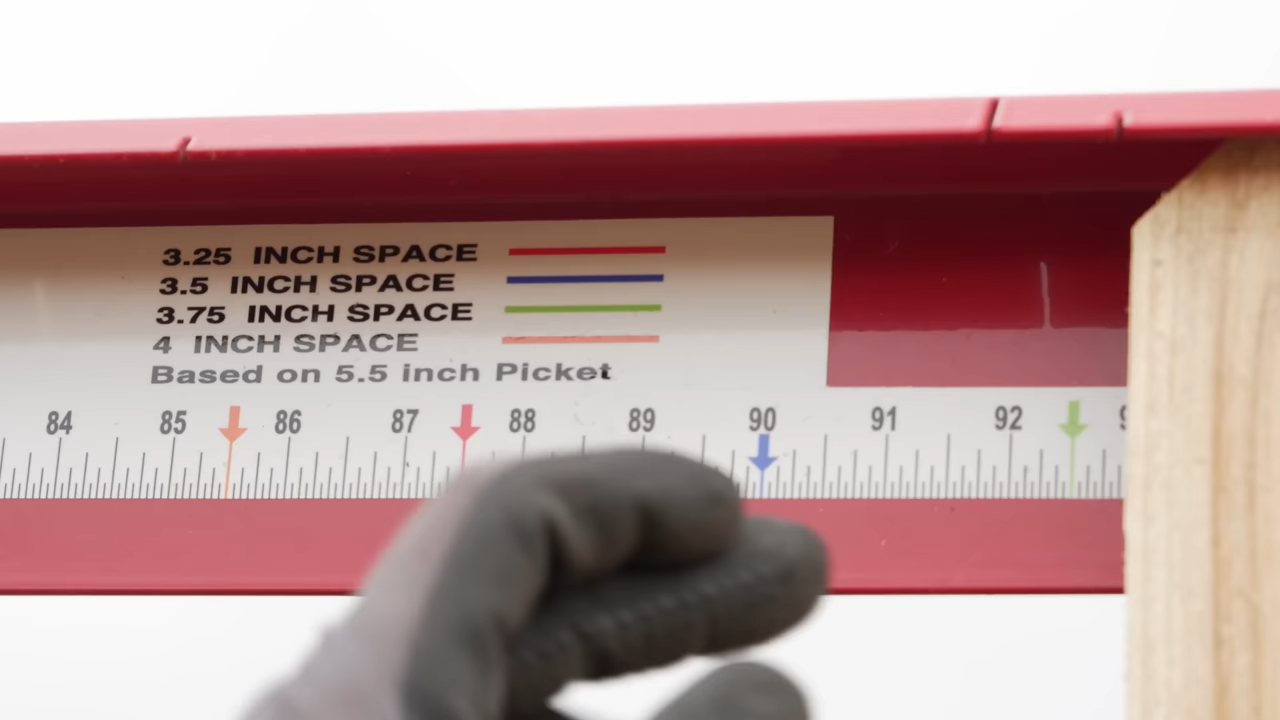 3.25 INCH SPACE
3.5 INCH SPACE
3.75 INCH SPACE
4 INCH SPACE
Based on 5.5 inch Picket
84 85 86 87 88 89 90 91 92